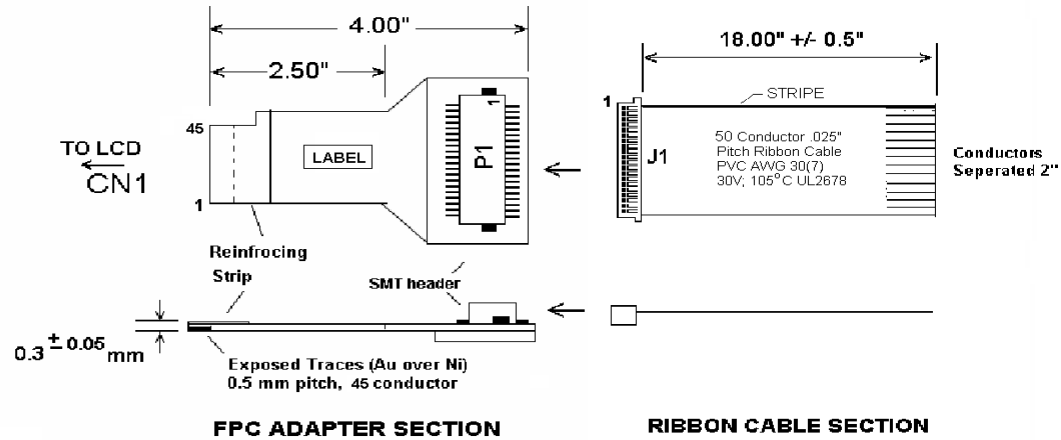 4.00"
2.50"
45
1
TO LCD
CN1
LABEL
P1
1
Reinfrocing
Strip
SMT header
0.3 ± 0.05 mm
Exposed Traces (Au over Ni)
0.5 mm pitch, 45 conductor
FPC ADAPTER SECTION
18.00" +/- 0.5"
1
STRIPE
J1
50 Conductor .025"
Pitch Ribbon Cable
PVC AWG 30(7)
30V; 105°C UL2678
Conductors
Seperated 2"
RIBBON CABLE SECTION